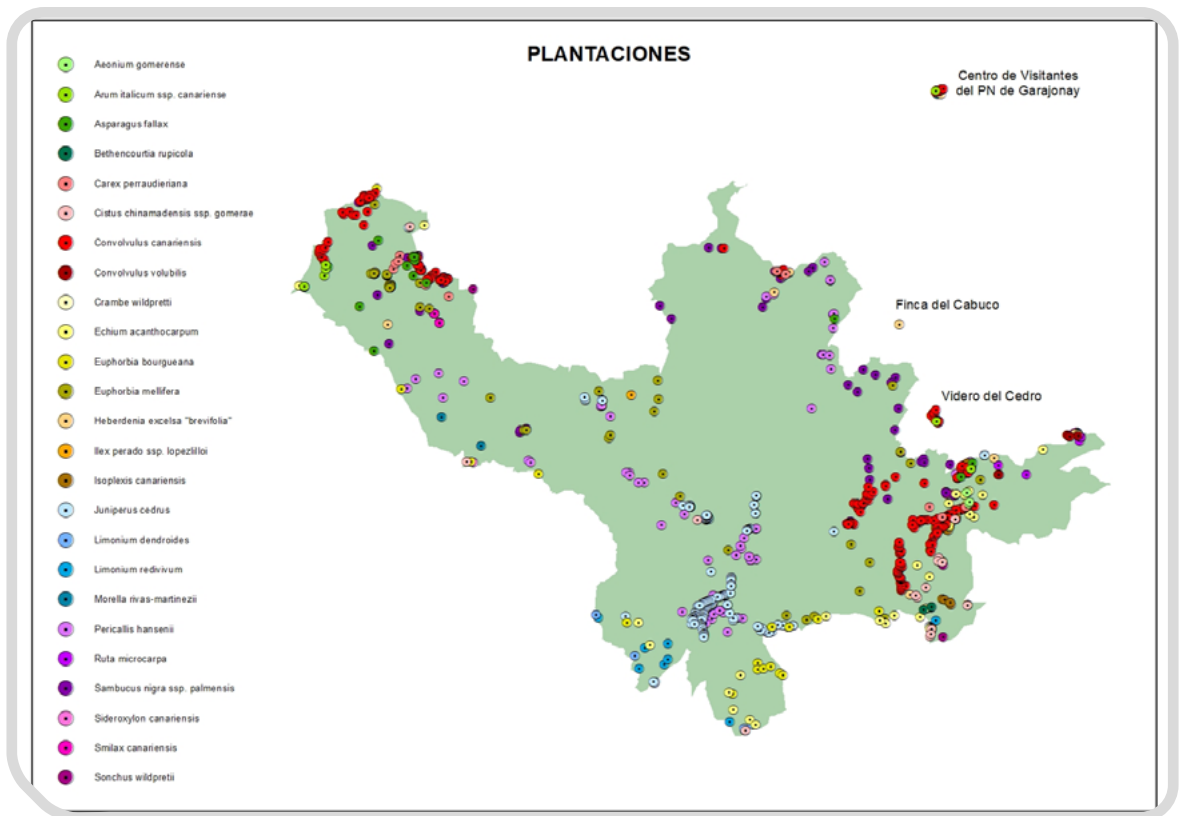 PLANTACIONES
Centro de Visitantes
del PN de Garajonay
Aeonium gomerense
Arum italicum ssp. canariense
Asparagus fallax
Bethencourtia rupicola
Carex perraudieriana
Cistus chinamadensis ssp. gomerae
Convolvulus canariensis
Convolvulus volubilis
Crambe wildpretti
Echium acanthocarpum
Euphorbia bourgueana
Euphorbia mellifera
Heberdenia excelsa "brevifolia"
Ilex perado ssp. lopezlilloi
Isoplexis canariensis
Juniperus cedrus
Limonium dendroides
Limonium redivivum
Morella rivas-martinezii
Pericallis hansenii
Ruta microcarpa
Sambucus nigra ssp. palmensis
Sideroxylon canariensis
Smilax canariensis
Sonchus wildpretii
Finca del Cabuco
Videro del Cedro